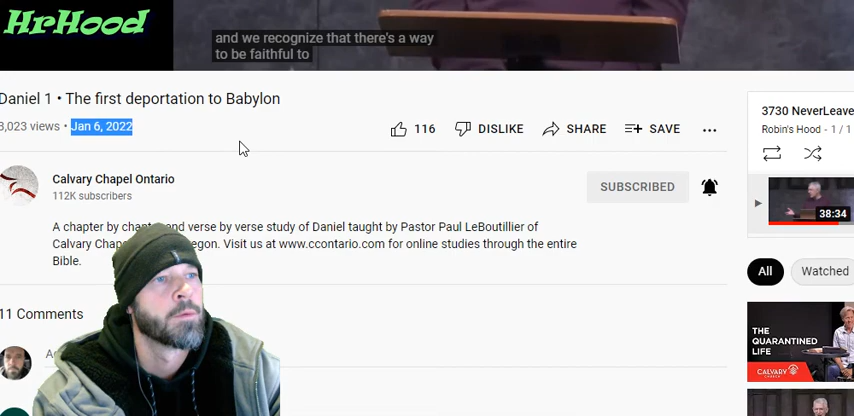 HrHood
and we recognize that there's a way
to be faithful to
Daniel 1 • The first deportation to Babylon
3,023 views • Jan 6, 2022
116 DISLIKE SHARE SAVE ...
Calvary Chapel Ontario
112K subscribers
SUBSCRIBED
A chapter by and verse by verse study of Daniel taught by Pastor Paul LeBoutillier of
Calvary Visit us at www.ccontario.com for online studies through the entire
Bible.
11 Comments
3730 NeverLeave
Robin's Hood - 1 / 1
38:34
All Watched
THE
QUARANTINED
LIFE
CALVARY